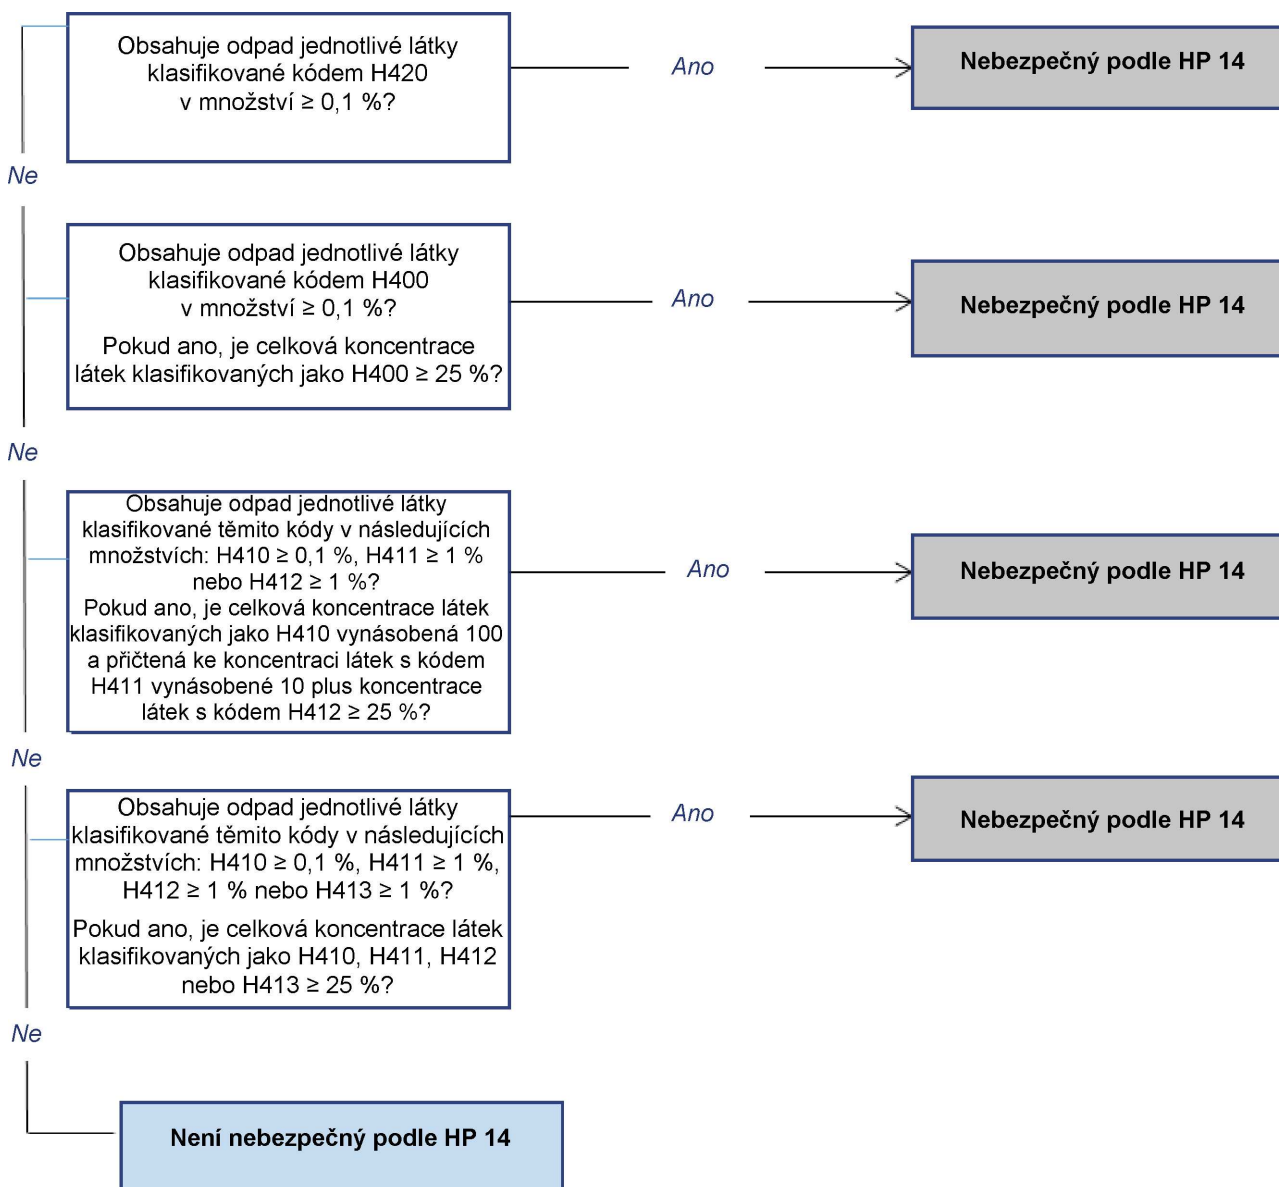 Obsahuje odpad jednotlivé látky
klasifikované kódem H420
v množství ≥ 0,1 %?
Ano
Nebezpečný podle HP 14
Ne
Obsahuje odpad jednotlivé látky
klasifikované kódem H400
v množství ≥ 0,1 %?
Pokud ano, je celková koncentrace
látek klasifikovaných jako H400 ≥ 25 %?
Ano
Nebezpečný podle HP 14
Ne
Obsahuje odpad jednotlivé látky
klasifikované těmito kódy v následujících
množstvích: H410 ≥ 0,1 %, H411 ≥ 1 %
nebo H412 ≥ 1 %?
Pokud ano, je celková koncentrace látek
klasifikovaných jako H410 vynásobená 100
a přičtená ke koncentraci látek s kódem
H411 vynásobené 10 plus koncentrace
látek s kódem H412 ≥ 25 %?
Ano
Nebezpečný podle HP 14
Ne
Obsahuje odpad jednotlivé látky
klasifikované těmito kódy v následujících
množstvích: H410 ≥ 0,1 %, H411 ≥ 1 %,
H412 ≥ 1 % nebo H413 ≥ 1 %?
Pokud ano, je celková koncentrace látek
klasifikovaných jako H410, H411, H412
nebo H413 ≥ 25 %?
Ano
Nebezpečný podle HP 14
Ne
Není nebezpečný podle HP 14